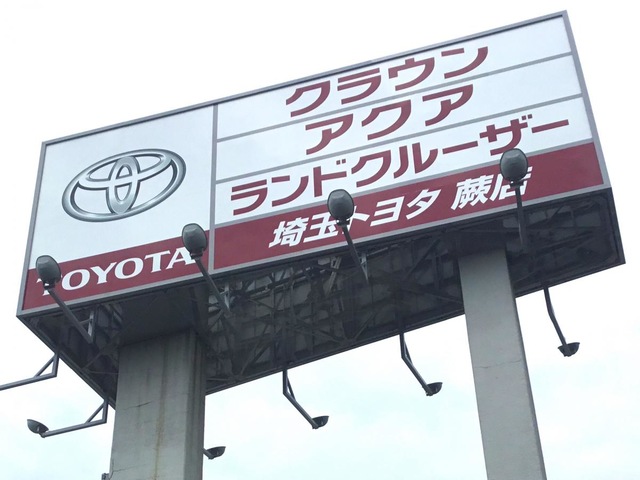 クラウン
アクア
ランドクルーザー
埼玉トヨタ 蕨店
TOYOTA